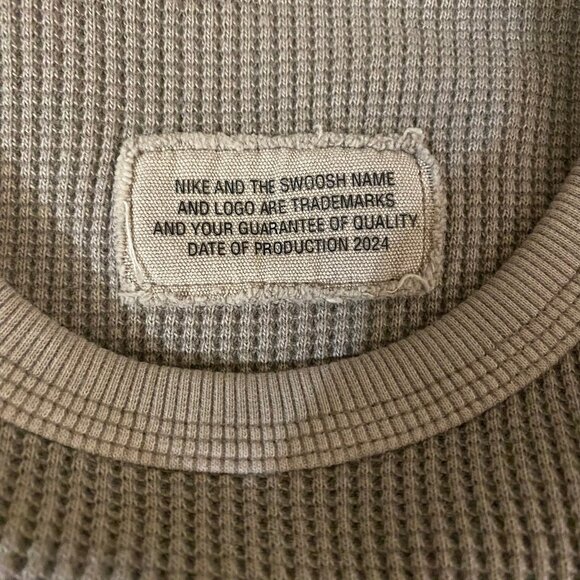 NIKE AND THE SWOOSH NAME
AND LOGO ARE TRADEMARKS
AND YOUR GUARANTEE OF QUALITY
DATE OF PRODUCTION 2024